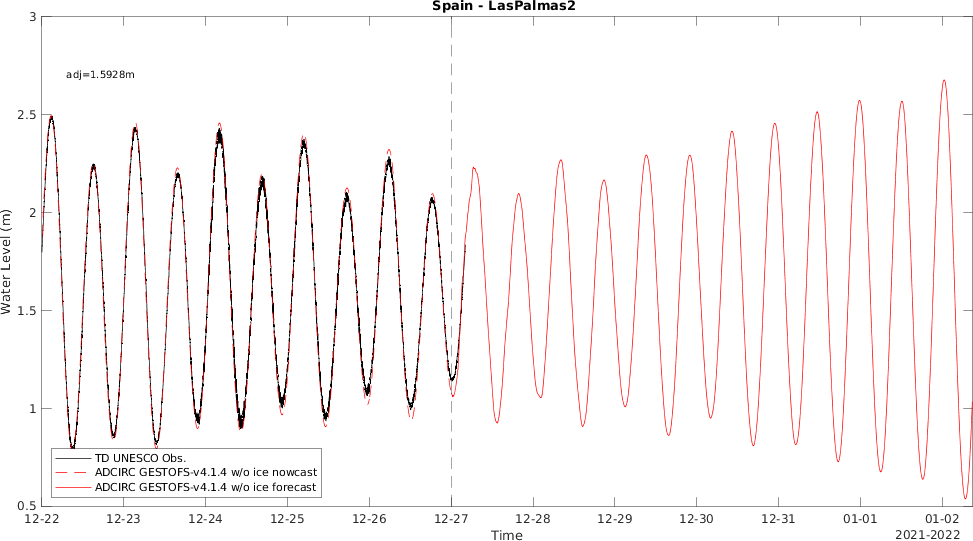 Spain - LasPalmas2
3
adj=1.5928m
2.5
2
Water Level (m)
1.5
1
TD UNESCO Obs.
ADCIRC GESTOFS-v4.1.4 w/o ice nowcast
ADCIRC GESTOFS-v4.1.4 w/o ice forecast
0.5
12-22 12-23 12-24 12-25 12-26 12-27 12-28 12-29 12-30 12-31 01-01 01-02
Time
2021-2022